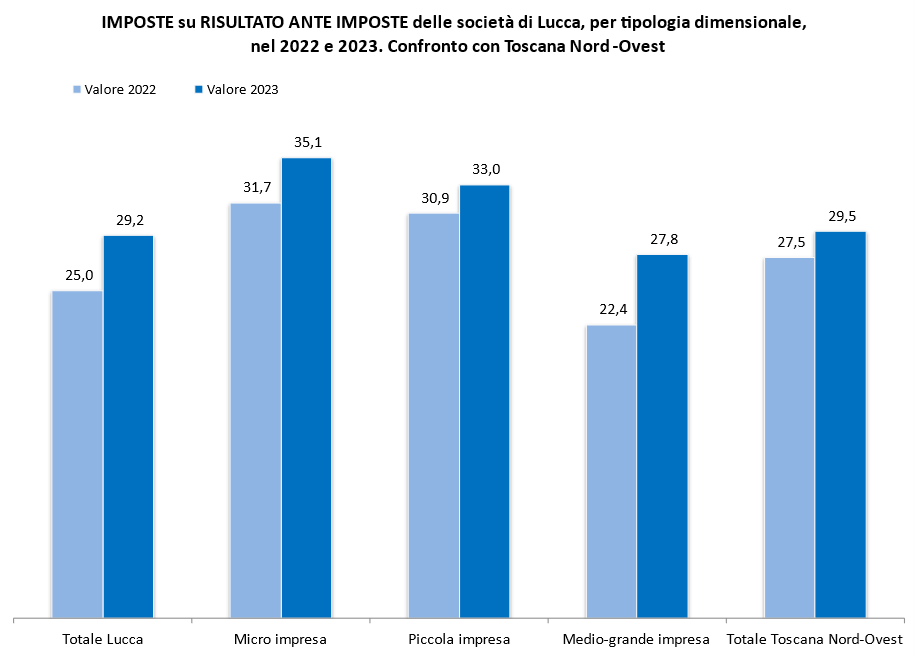 IMPOSTE su RISULTATO ANTE IMPOSTE delle società di Lucca, per tipologia dimensionale,
nel 2022 e 2023. Confronto con Toscana Nord-Ovest
Valore 2022 Valore 2023
25,0 29,2 31,7 35,1 30,9 33,0 22,4 27,8 27,5 29,5
Totale Lucca Micro impresa Piccola impresa Medio-grande impresa Totale Toscana Nord-Ovest